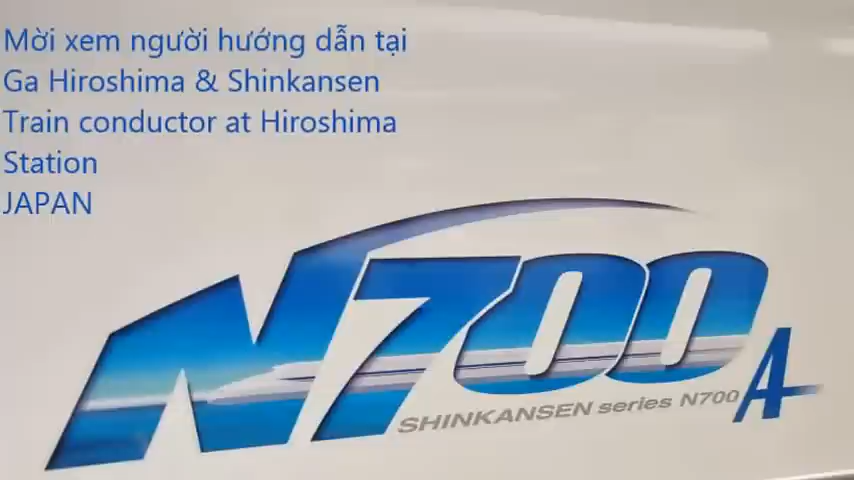 Mời xem người hướng dẫn tại
Ga Hiroshima & Shinkansen
Train conductor at Hiroshima
Station
JAPAN
N700
A
SHINKANSEN series N700